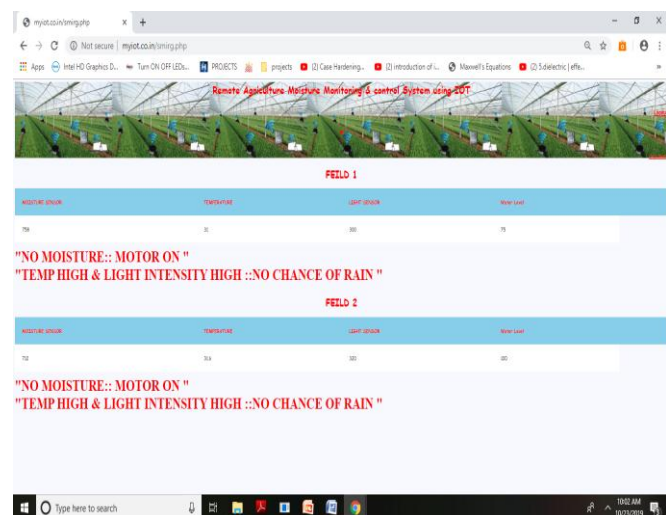 myiot.co.in/smirg.php
Not secure | myiot.co.in/smirg.php
Apps Intel HD Graphics D... Turn ON OFF LEDs... PROJECTS projects (2) Case Hardening... (2) introduction of i... Maxwell's Equations (2) 5.dielectric | effe...
Remote Agriculture Moisture Monitoring & control System using IOT
FEILD 1
MOISTURE SENSOR TEMPERATURE LIGHT SENSOR Water Level
"NO MOISTURE:: MOTOR ON "
"TEMP HIGH & LIGHT INTENSITY HIGH ::NO CHANCE OF RAIN "
FEILD 2
MOISTURE SENSOR TEMPERATURE LIGHT SENSOR Water Level
"NO MOISTURE:: MOTOR ON "
"TEMP HIGH & LIGHT INTENSITY HIGH ::NO CHANCE OF RAIN "
Type here to search
10:02 AM
10/23/2019